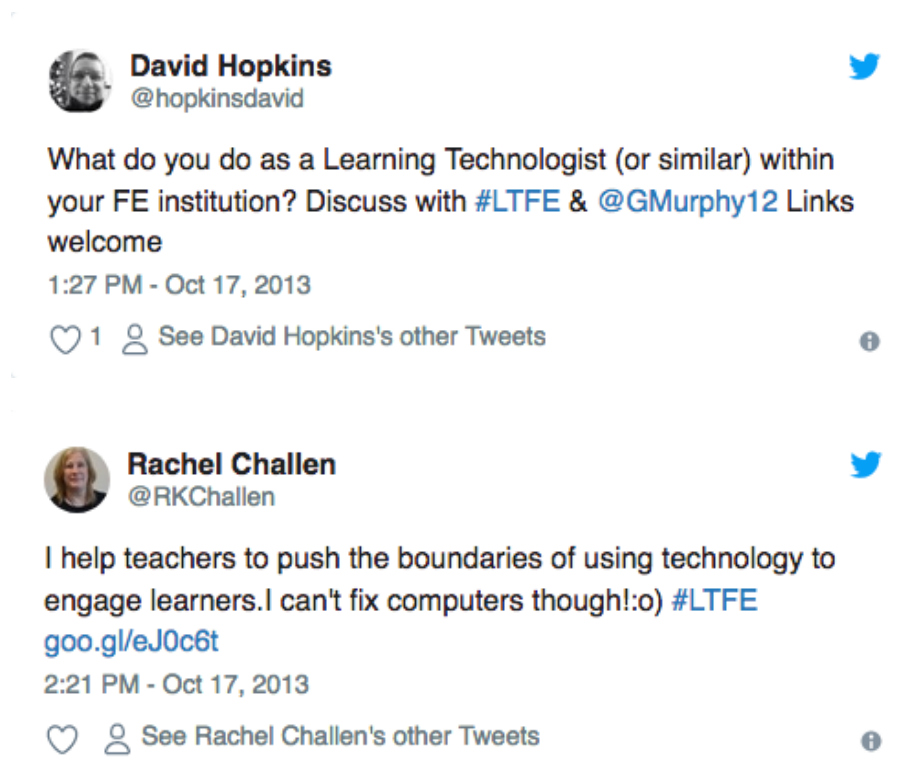 David Hopkins
@hopkinsdavid
What do you do as a Learning Technologist (or similar) within
your FE institution? Discuss with #LTFE & @GMurphy12 Links
welcome
1:27 PM - Oct 17, 2013
1 See David Hopkins's other Tweets
Rachel Challen
@RKChallen
I help teachers to push the boundaries of using technology to
engage learners.I can't fix computers though!:o) #LTFE
goo.gl/eJ0c6t
2:21 PM - Oct 17, 2013
See Rachel Challen's other Tweets